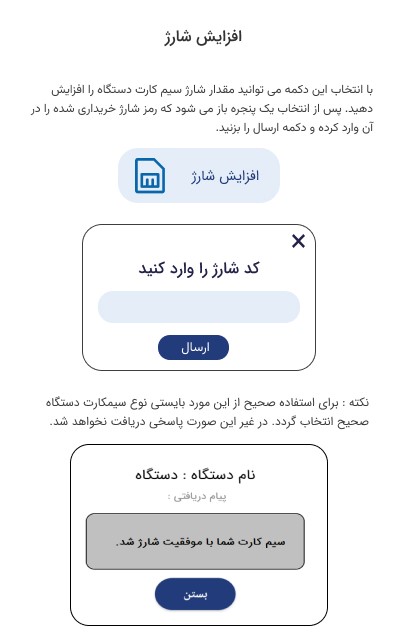 افزایش شارژ
با انتخاب این دکمه می توانید مقدار شارژ سیم کارت دستگاه را افزایش
دهید. پس از انتخاب یک پنجره باز می شود که رمز شارژ خریداری شده را در
آن وارد کرده و دکمه ارسال را بزنید.
افزایش شارژ
کد شارژ را وارد کنید
ارسال
نکته : برای استفاده صحیح از این مورد بایستی نوع سیمکارت دستگاه
صحیح انتخاب گردد. در غیر این صورت پاسخی دریافت نخواهد شد.
نام دستگاه : دستگاه
پیام دریافتی :
سیم کارت شما با موفقیت شارژ شد.
بستن